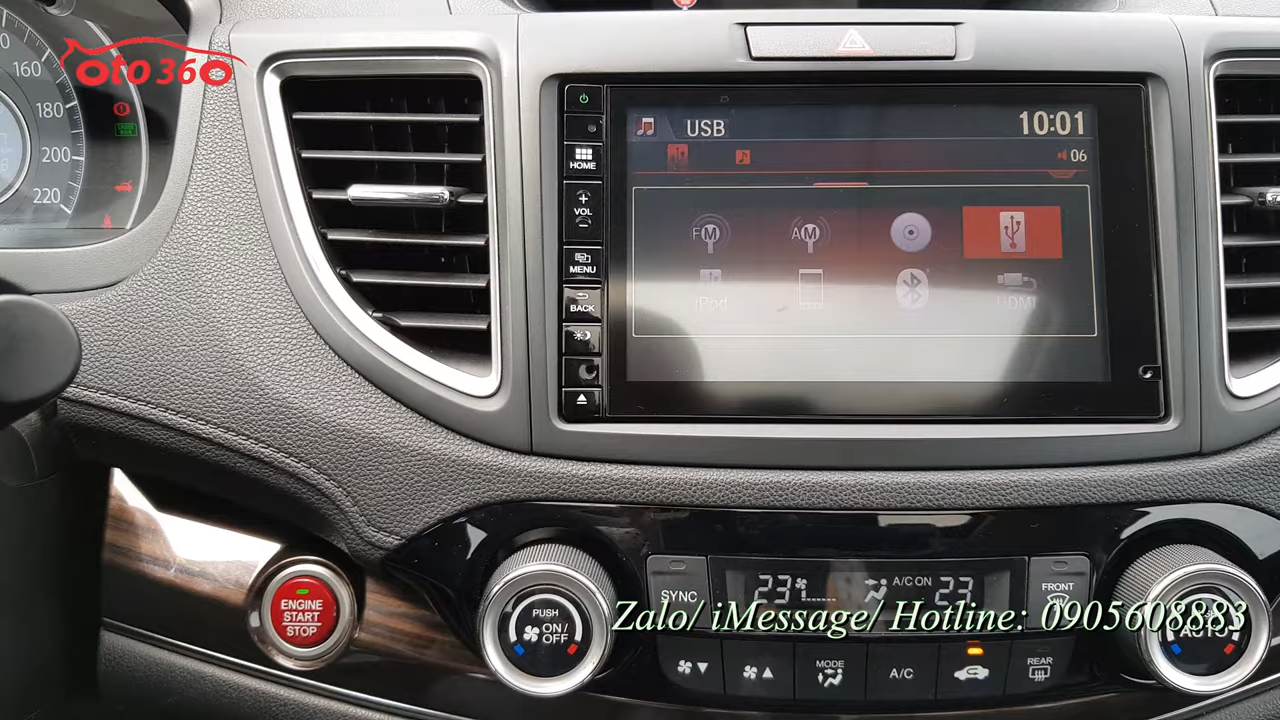 160
180
200
220
oto360
HOME
VOL
MENU
BACK
USB
10:01
06
FM
AM
iPod
HDMI
ENGINE
START
STOP
PUSH
ON/
OFF
SYNC
23
A/C ON
23
FRONT
AUTO
MODE
A/C
REAR
Zalo/ iMessage/ Hotline: 0905608883